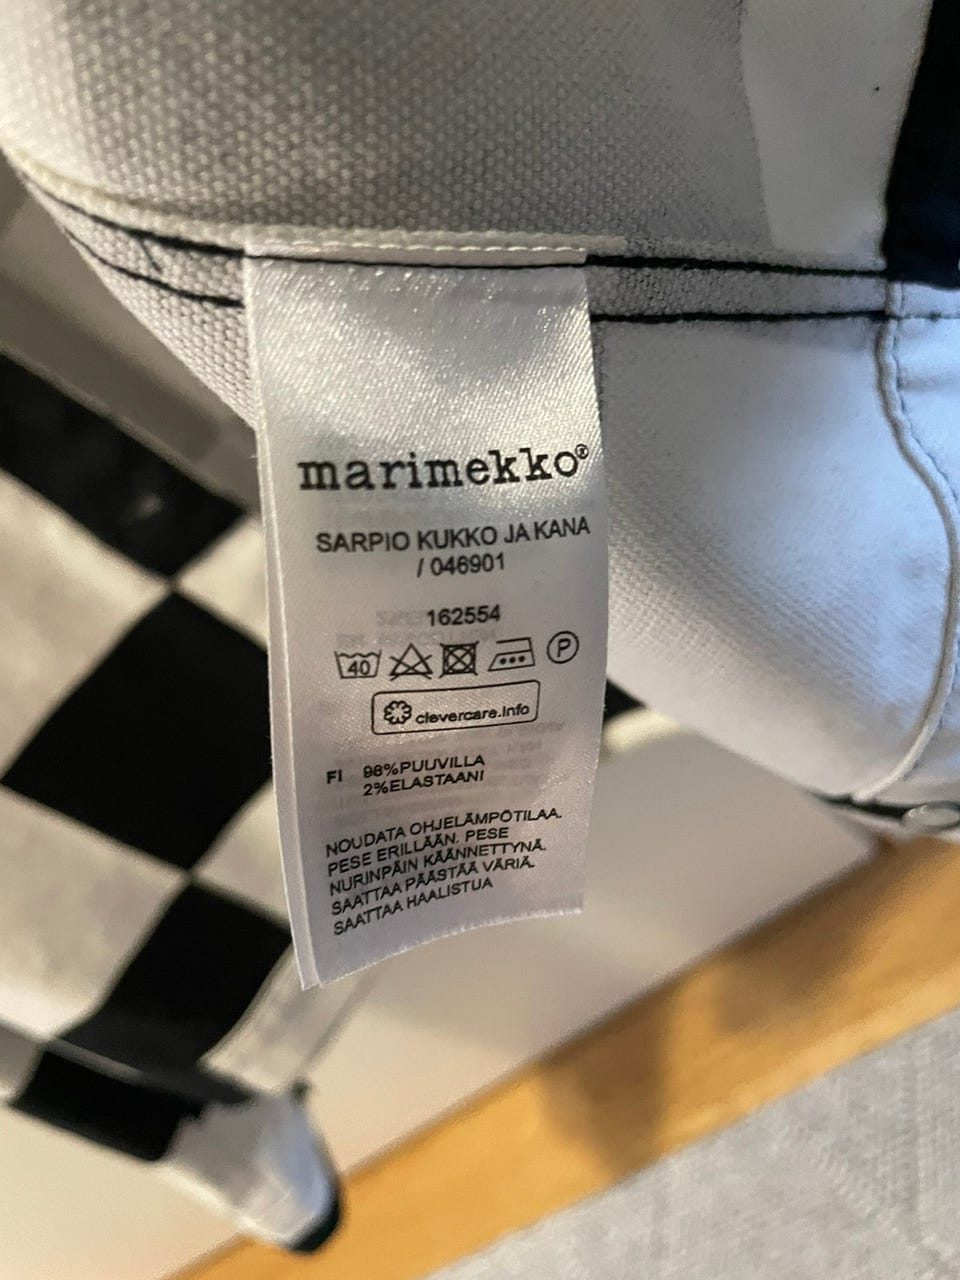 marimekko®
SARPIO KUKKO JA KANA
/ 046901
162554
40 P
clevercare.info
FI 98%PUUVILLA
2%ELASTAANI
NOUDATA OHJELÄMPÖTILAA.
PESE ERILLÄÄN. PESE
NURINPÄIN KÄÄNNETTYNÄ.
SAATTAA PÄÄSTÄÄ VÄRIÄ.
SAATTAA HAALISTUA